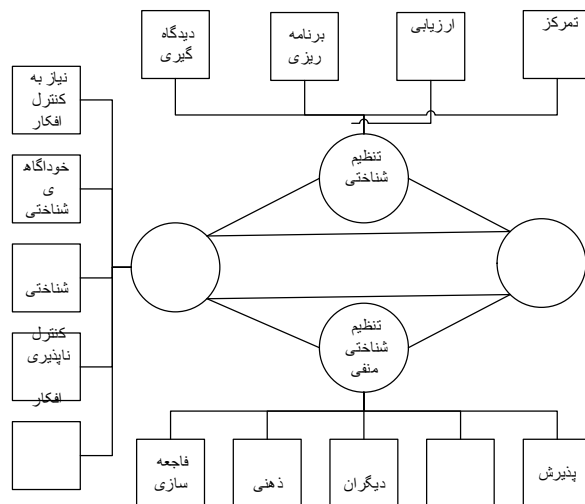 تمرکز
ارزیابی
برنامه
ریزی
دیدگاه
گیری
نیاز به
کنترل
افکار
خوداگاه
ی
شناختی
شناختی
کنترل
ناپذیری
افکار
تنظیم
شناختی
تنظیم
شناختی
منفی
پذیرش
دیگران
ذهنی
فاجعه
سازی